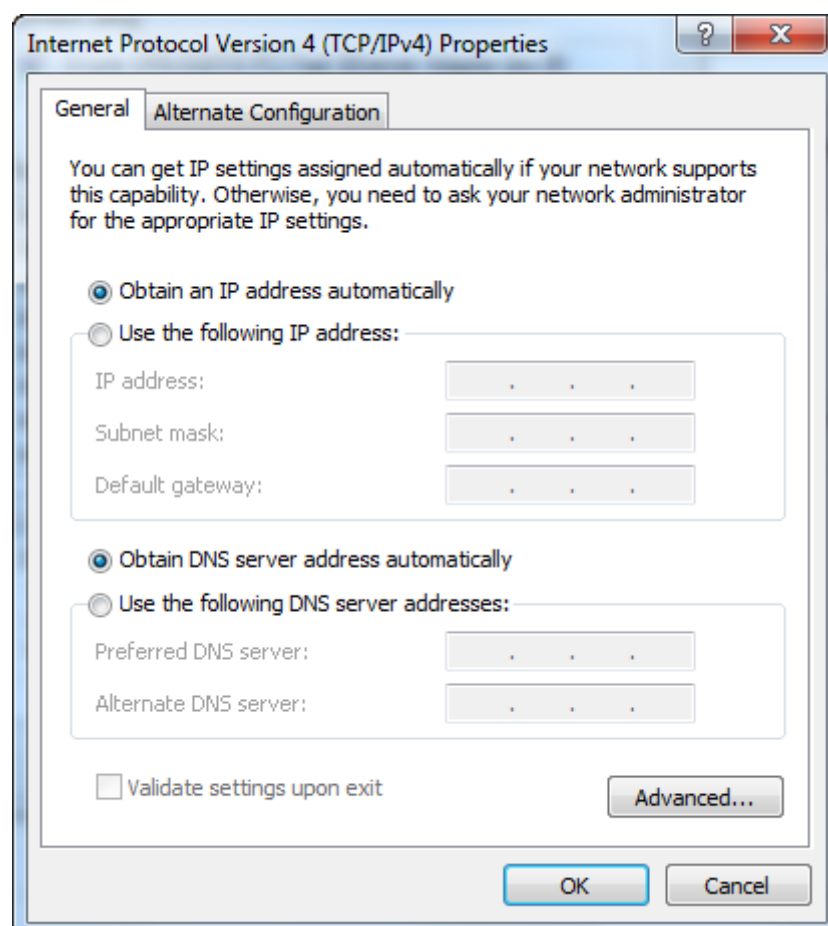 Internet Protocol Version 4 (TCP/IPv4) Properties
General
Alternate Configuration
You can get IP settings assigned automatically if your network supports
this capability. Otherwise, you need to ask your network administrator
for the appropriate IP settings.
Obtain an IP address automatically
Use the following IP address:
IP address:
Subnet mask:
Default gateway:
Obtain DNS server address automatically
Use the following DNS server addresses:
Preferred DNS server:
Alternate DNS server:
Validate settings upon exit
Advanced...
OK
Cancel